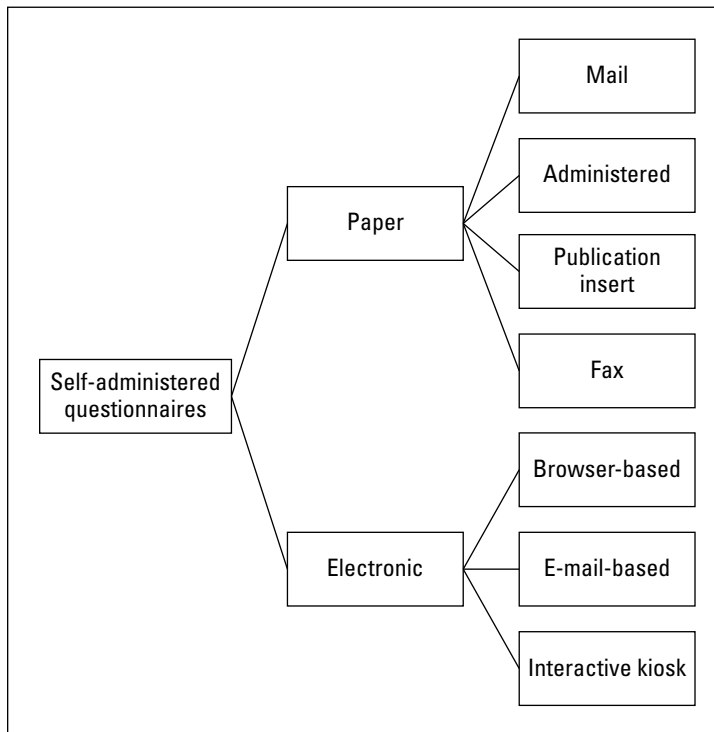 Self-administered
questionnaires
Paper
Mail
Administered
Publication
insert
Fax
Electronic
Browser-based
E-mail-based
Interactive kiosk